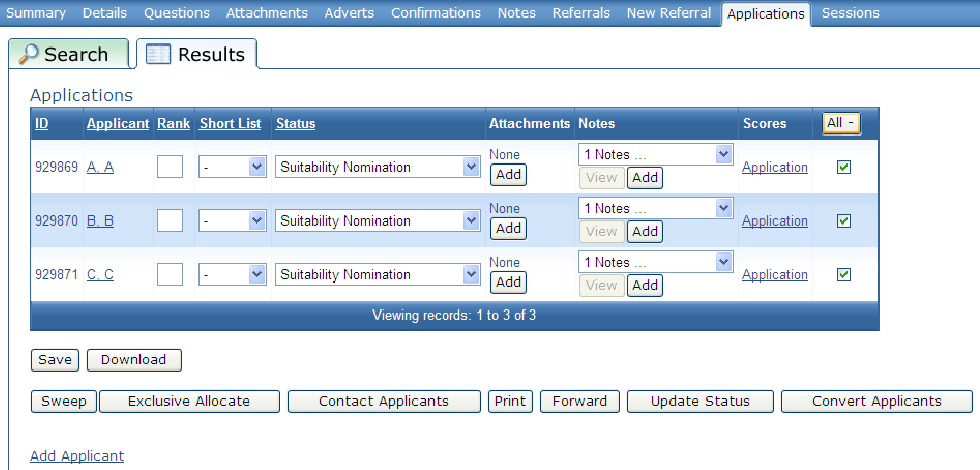 Summary Details Questions Attachments Adverts Confirmations Notes Referrals New Referral Applications Sessions
Search Results
Applications
ID Applicant Rank Short List Status Attachments Notes Scores All -
929869 A, A - Suitability Nomination None Add 1 Notes ... View Add Application
929870 B, B - Suitability Nomination None Add 1 Notes ... View Add Application
929871 C, C - Suitability Nomination None Add 1 Notes ... View Add Application
Viewing records: 1 to 3 of 3
Save Download
Sweep Exclusive Allocate Contact Applicants Print Forward Update Status Convert Applicants
Add Applicant